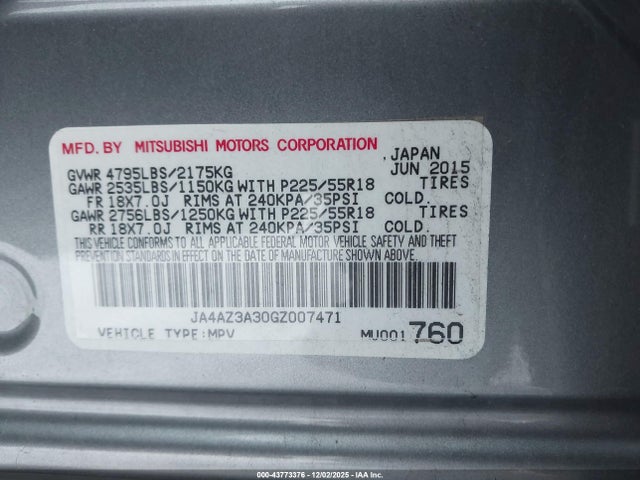 MFD. BY MITSUBISHI MOTORS CORPORATION
, JAPAN
GVWR 4795LBS/2175KG JUN 2015
GAWR 2535LBS/1150KG WITH P225/55R18 TIRES
FR 18X7.0J RIMS AT 240KPA/35PSI COLD.
GAWR 2756LBS/1250KG WITH P225/55R18 TIRES
RR 18X7.0J RIMS AT 240KPA/35PSI COLD.
THIS VEHICLE CONFORMS TO ALL APPLICABLE FEDERAL MOTOR VEHICLE SAFETY AND THEFT
PREVENTION STANDARDS IN EFFECT ON THE DATE OF MANUFACTURE SHOWN ABOVE.
JA4AZ3A30GZ007471
VEHICLE TYPE:MPV MU001760
000-43773376 | 12/02/2025 | IAA Inc.